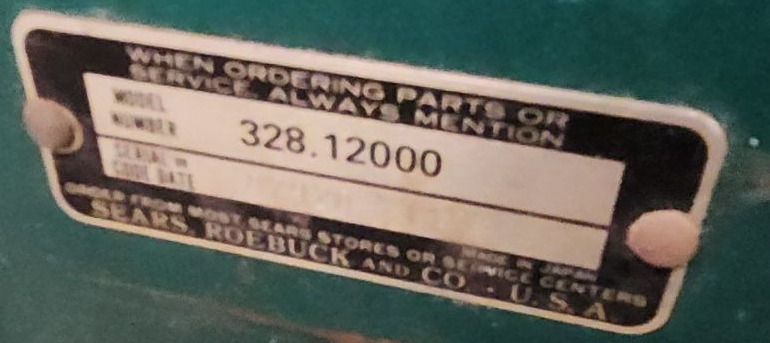 WHEN ORDERING PARTS OR
SERVICE, ALWAYS MENTION
MODEL
NUMBER 328.12000
SERIAL OR
CODE DATE
MADE IN JAPAN
ORDER FROM MOST SEARS STORES OR SERVICE CENTERS
SEARS, ROEBUCK AND CO. - U.S.A.